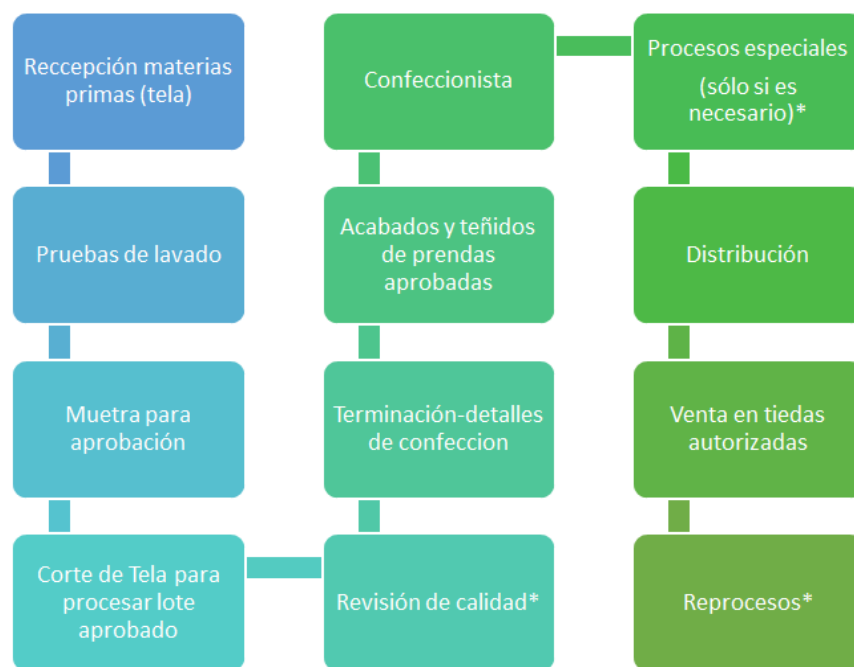 Reccepción materias
primas (tela)
Pruebas de lavado
Muetra para
aprobación
Corte de Tela para
procesar lote
aprobado
Revisión de calidad*
Terminación-detalles
de confeccion
Acabados y teñidos
de prendas
aprobadas
Confeccionista
Procesos especiales
(sólo si es
necesario)*
Distribución
Venta en tiedas
autorizadas
Reprocesos*